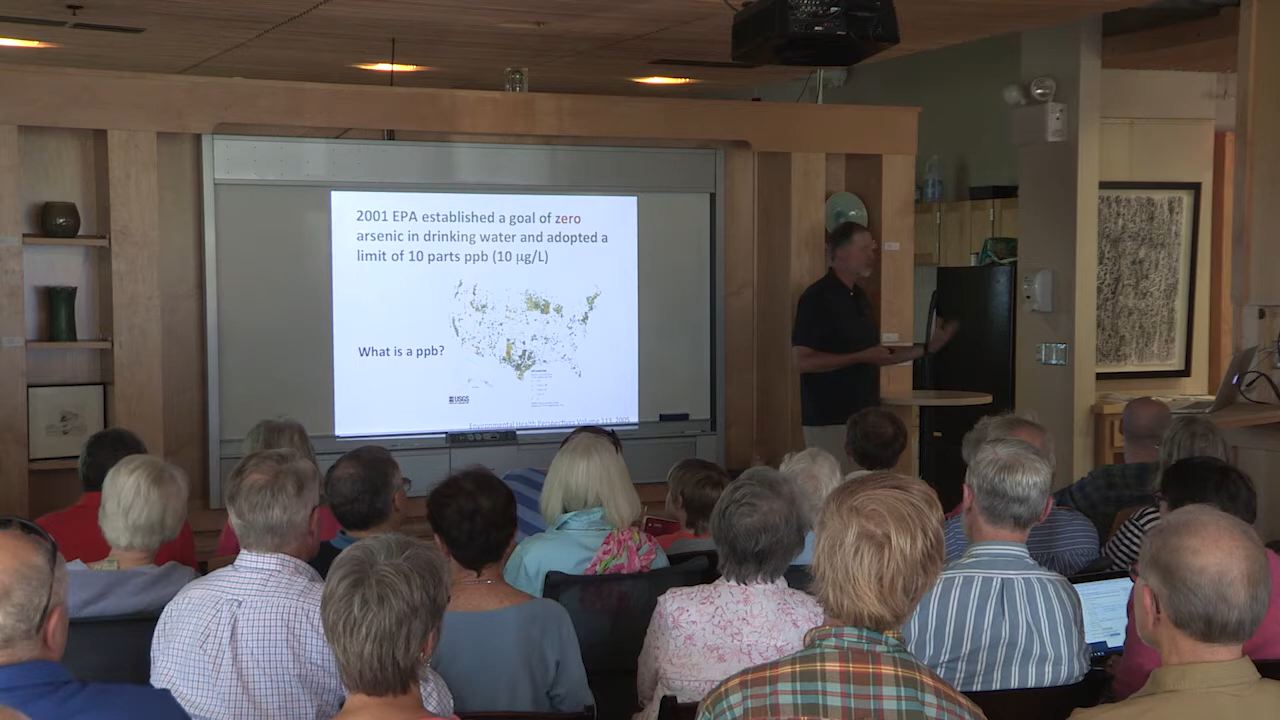 2001 EPA established a goal of zero
arsenic in drinking water and adopted a
limit of 10 parts ppb (10 µg/L)
What is a ppb?
USGS